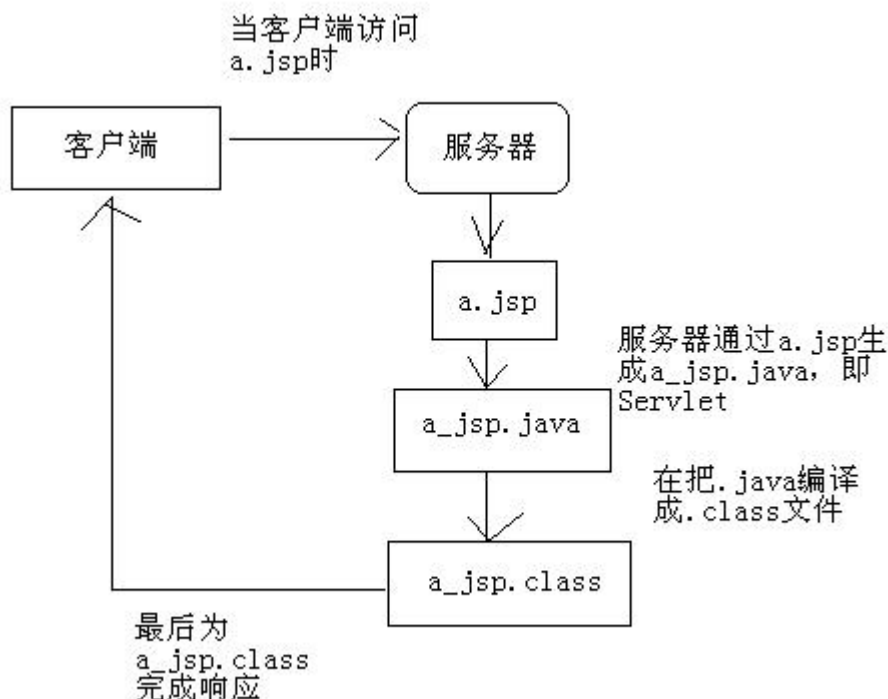 当客户端访问
a.jsp时
客户端
服务器
a.jsp
服务器通过a.jsp生
成a_jsp.java，即
Servlet
a_jsp.java
在把.java编译
成.class文件
a_jsp.class
最后为
a_jsp.class
完成响应